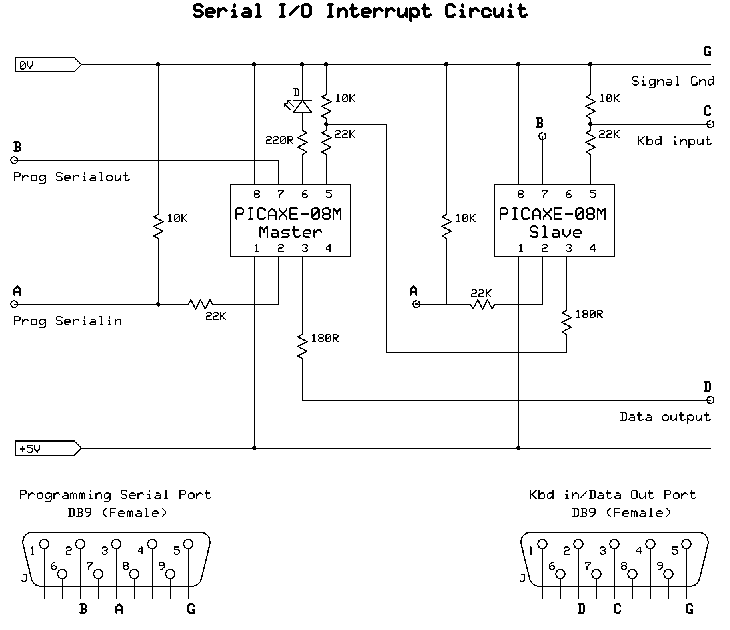 Serial I/O Interrupt Circuit
0V
G
Signal Gnd
D
10K
10K
C
B
220R
22K
B
22K
Kbd input
Prog Serialout
8 7 6 5
8 7 6 5
PICAXE-08M
PICAXE-08M
10K
Master
10K
Slave
1 2 3 4
1 2 3 4
A
A
22K
Prog Serialin
22K
180R
180R
D
Data output
+5V
Programming Serial Port
Kbd in/Data Out Port
DB9 (Female)
DB9 (Female)
1 2 3 4 5
1 2 3 4 5
J 6 7 8 9
J 6 7 8 9
B A G
D C G